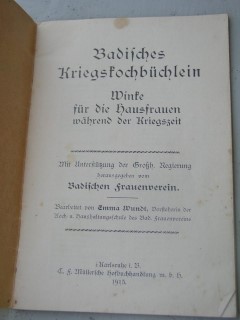 Badisches
Kriegskochbüchlein
Winke
für die Hausfrauen
während der Kriegszeit
Mit Unterstützung der Großh. Regierung
herausgegeben vom
Badischen Frauenverein.
Bearbeitet von Emma Wundt, Vorsteherin der
Koch- u. Haushaltungsschule des Bad. Frauenvereins
Karlsruhe i. B.
C. F. Müllersche Hofbuchhandlung m. b. H.
1915.